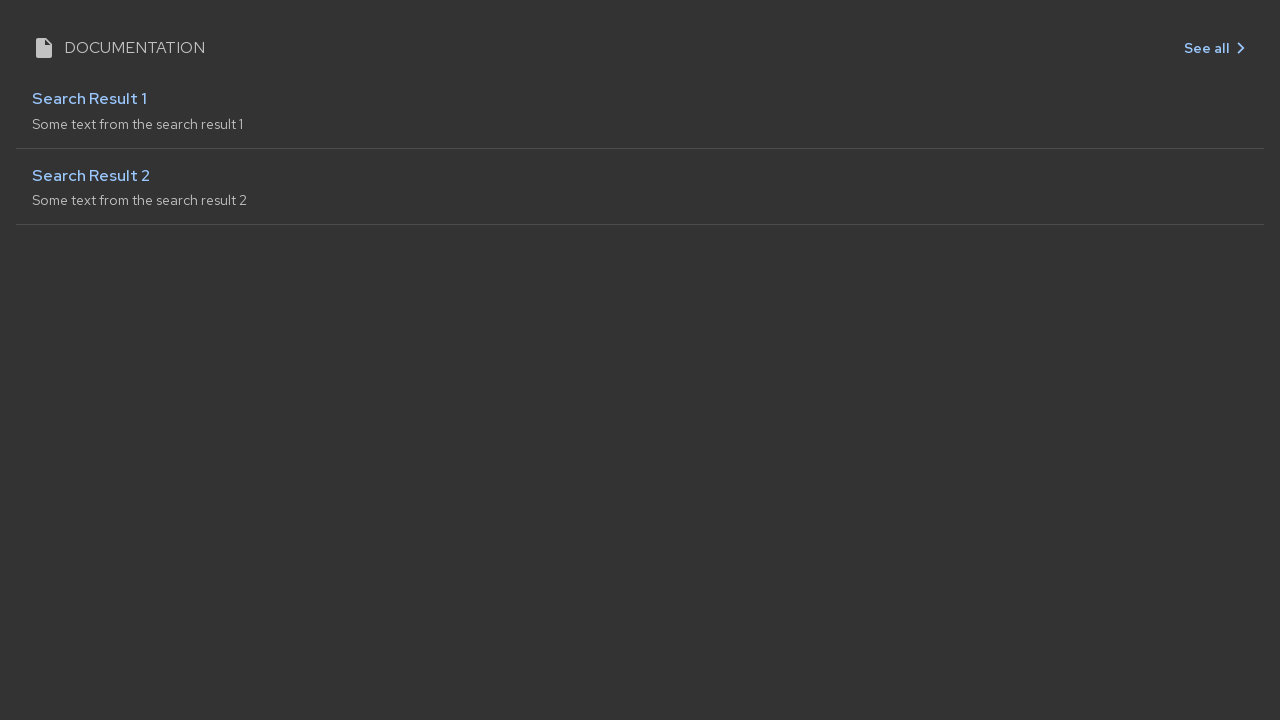 DOCUMENTATION
See all
Search Result 1
Some text from the search result 1
Search Result 2
Some text from the search result 2